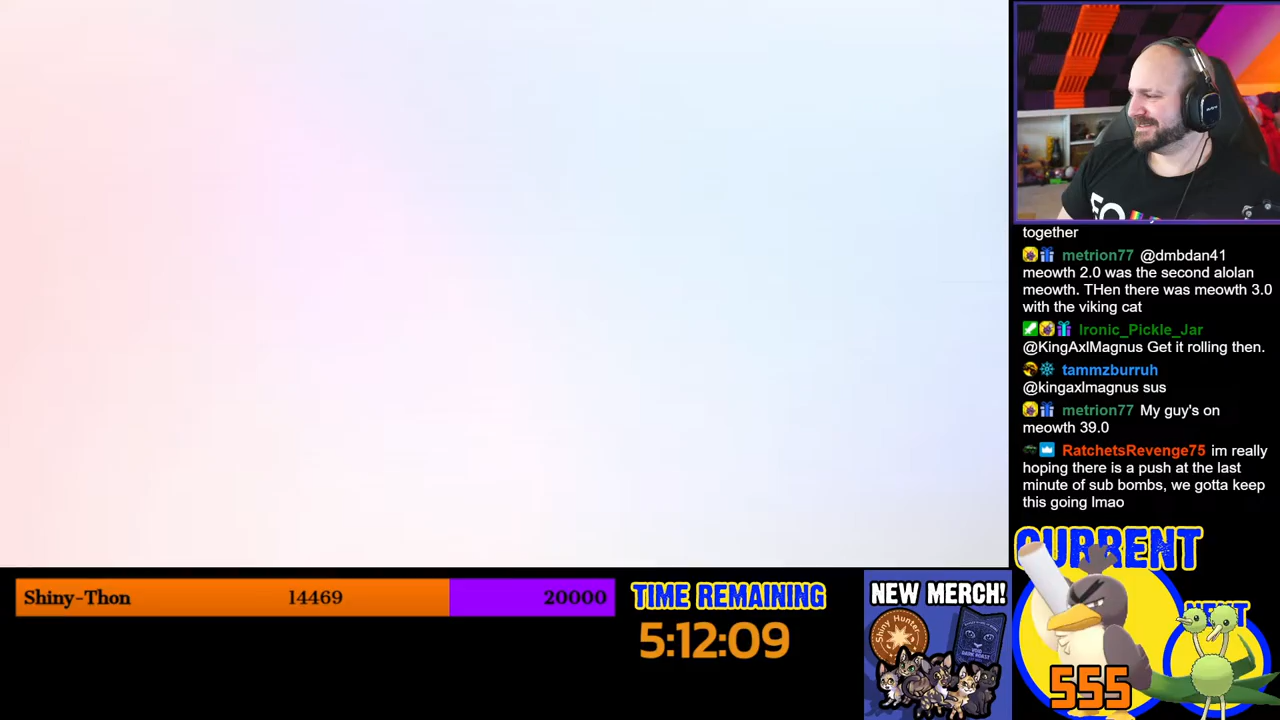 together
metrion77 @dmbdan41
meowth 2.0 was the second alolan
meowth. THen there was meowth 3.0
with the viking cat
Ironic_Pickle_Jar
@KingAxlMagnus Get it rolling then.
tammzburruh
@kingaxlmagnus sus
metrion77 My guy's on
meowth 39.0
RatchetsRevenge75 im really
hoping there is a push at the last
minute of sub bombs, we gotta keep
this going lmao
CURRENT
NEXT
555
Shiny-Thon 14469 20000
TIME REMAINING
5:12:09
NEW MERCH!
Shiny Hunter